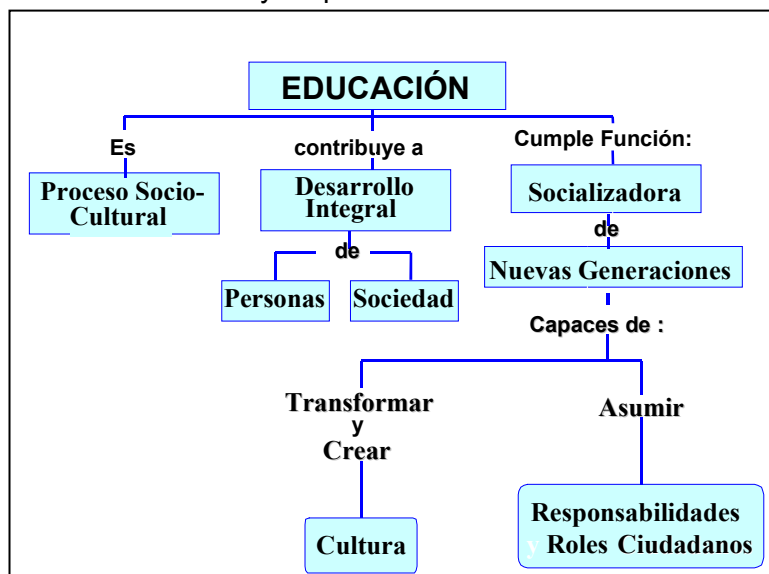 EDUCACIÓN
Es
contribuye a
Cumple Función:
Proceso Socio-
Cultural
Desarrollo
Integral
Socializadora
de
de
Nuevas Generaciones
Personas
Sociedad
Capaces de :
Transformar
y
Crear
Asumir
Cultura
Responsabilidades
y Roles Ciudadanos